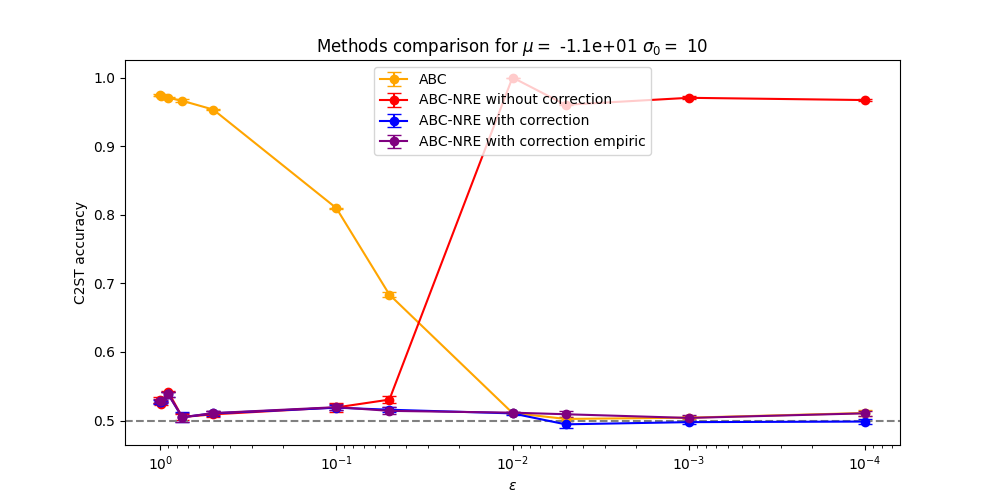 Methods comparison for μ = -1.1e+01 σ₀ = 10
ABC
ABC-NRE without correction
ABC-NRE with correction
ABC-NRE with correction empiric
C2ST accuracy
1.0
0.9
0.8
0.7
0.6
0.5
10⁰ 10⁻¹ 10⁻² 10⁻³ 10⁻⁴
ε